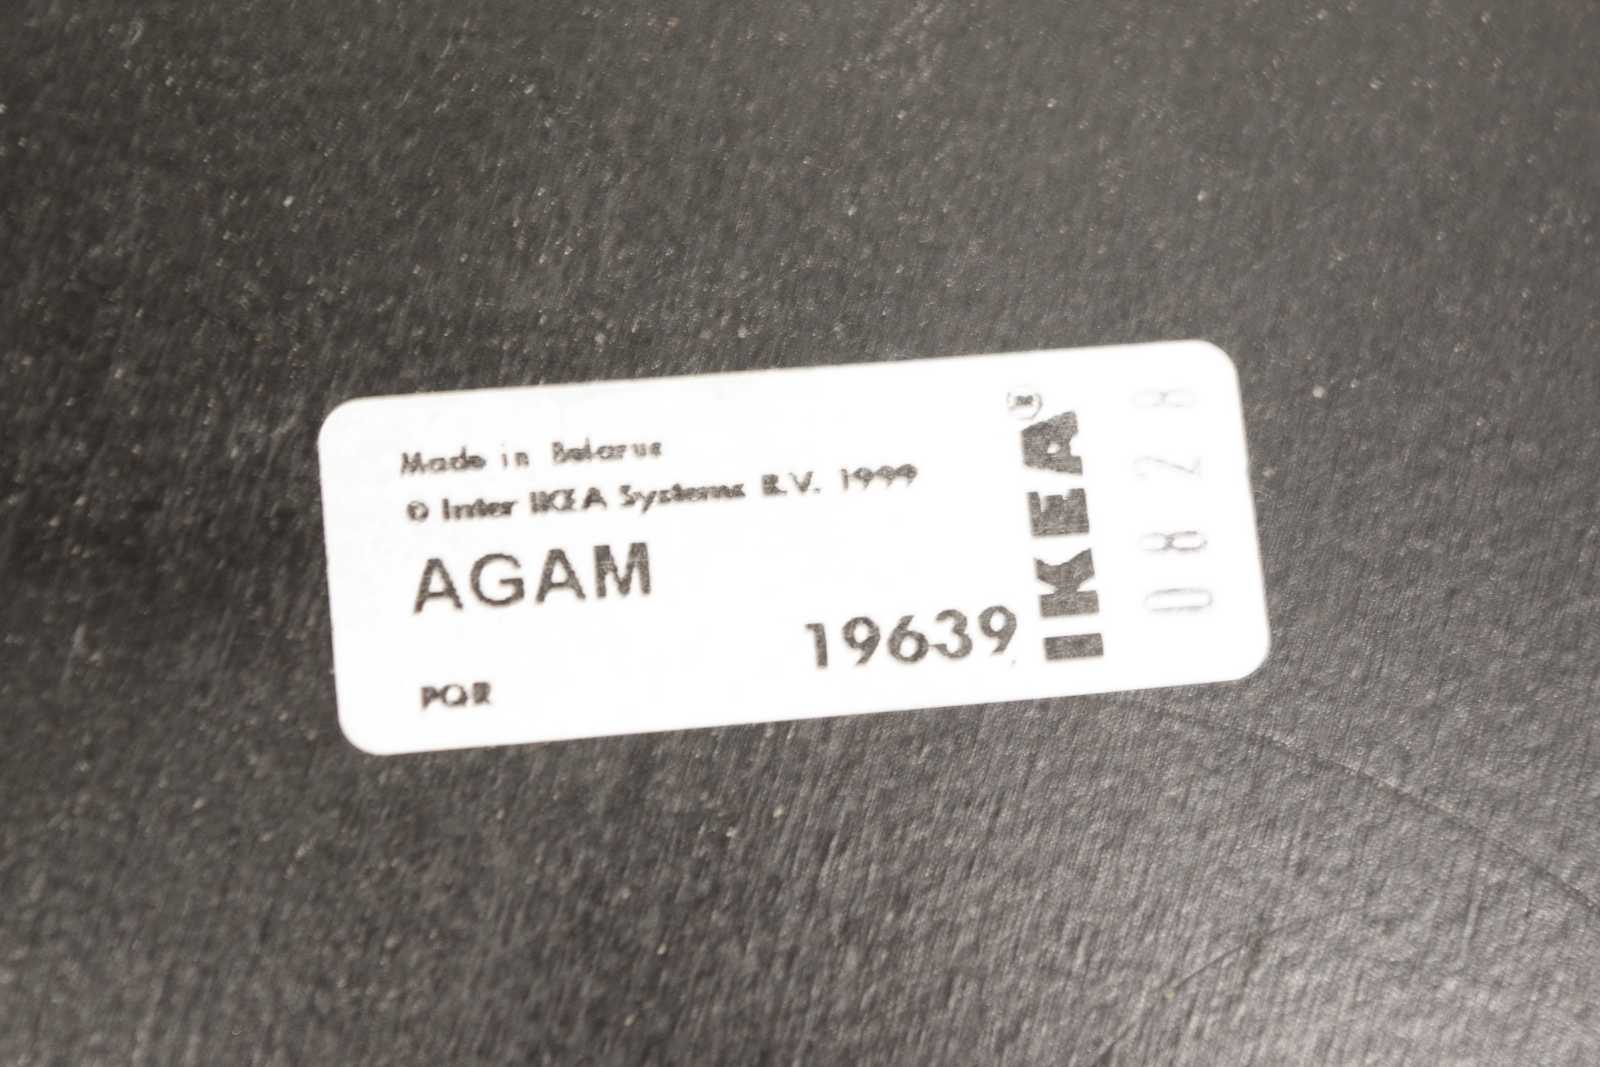 Made in Belarus
© Inter IKEA Systems B.V. 1999
AGAM
19639
PQR
IKEA®
0828